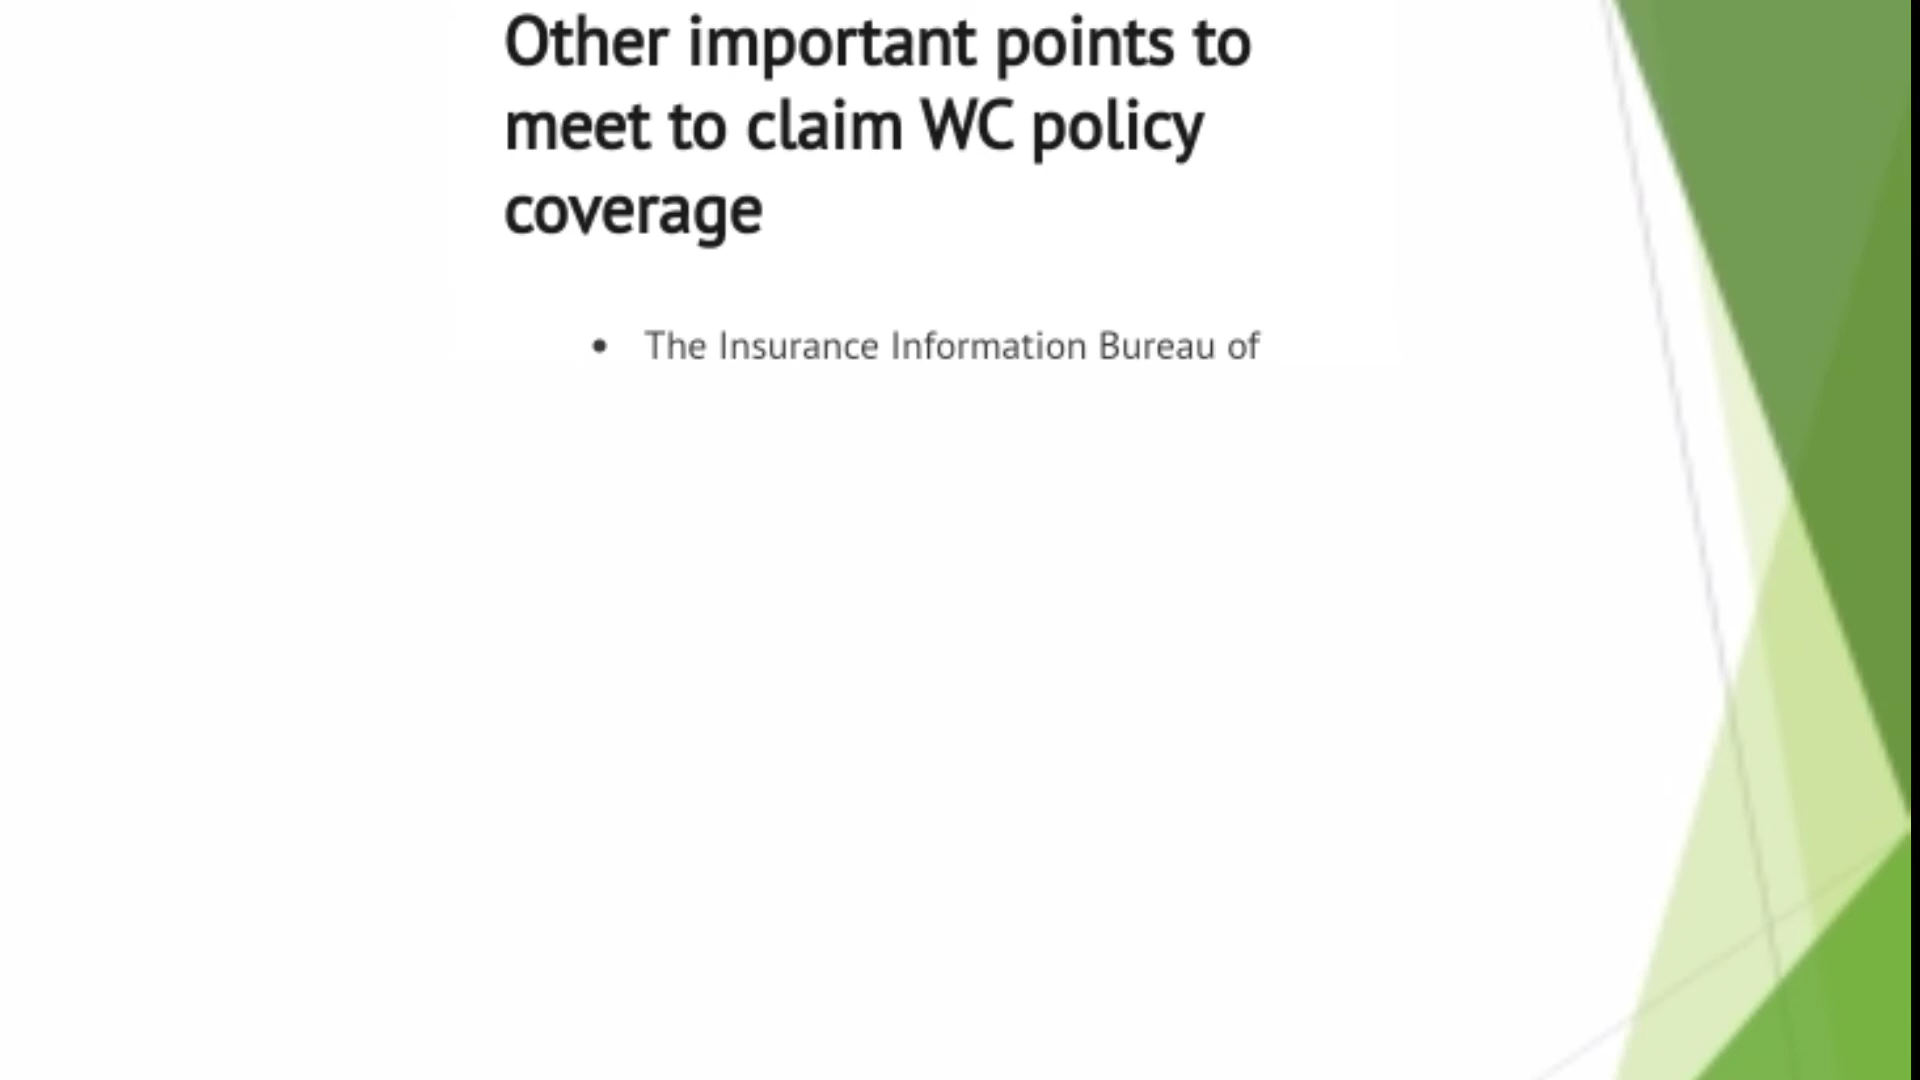 Other important points to
meet to claim WC policy
coverage
• The Insurance Information Bureau of